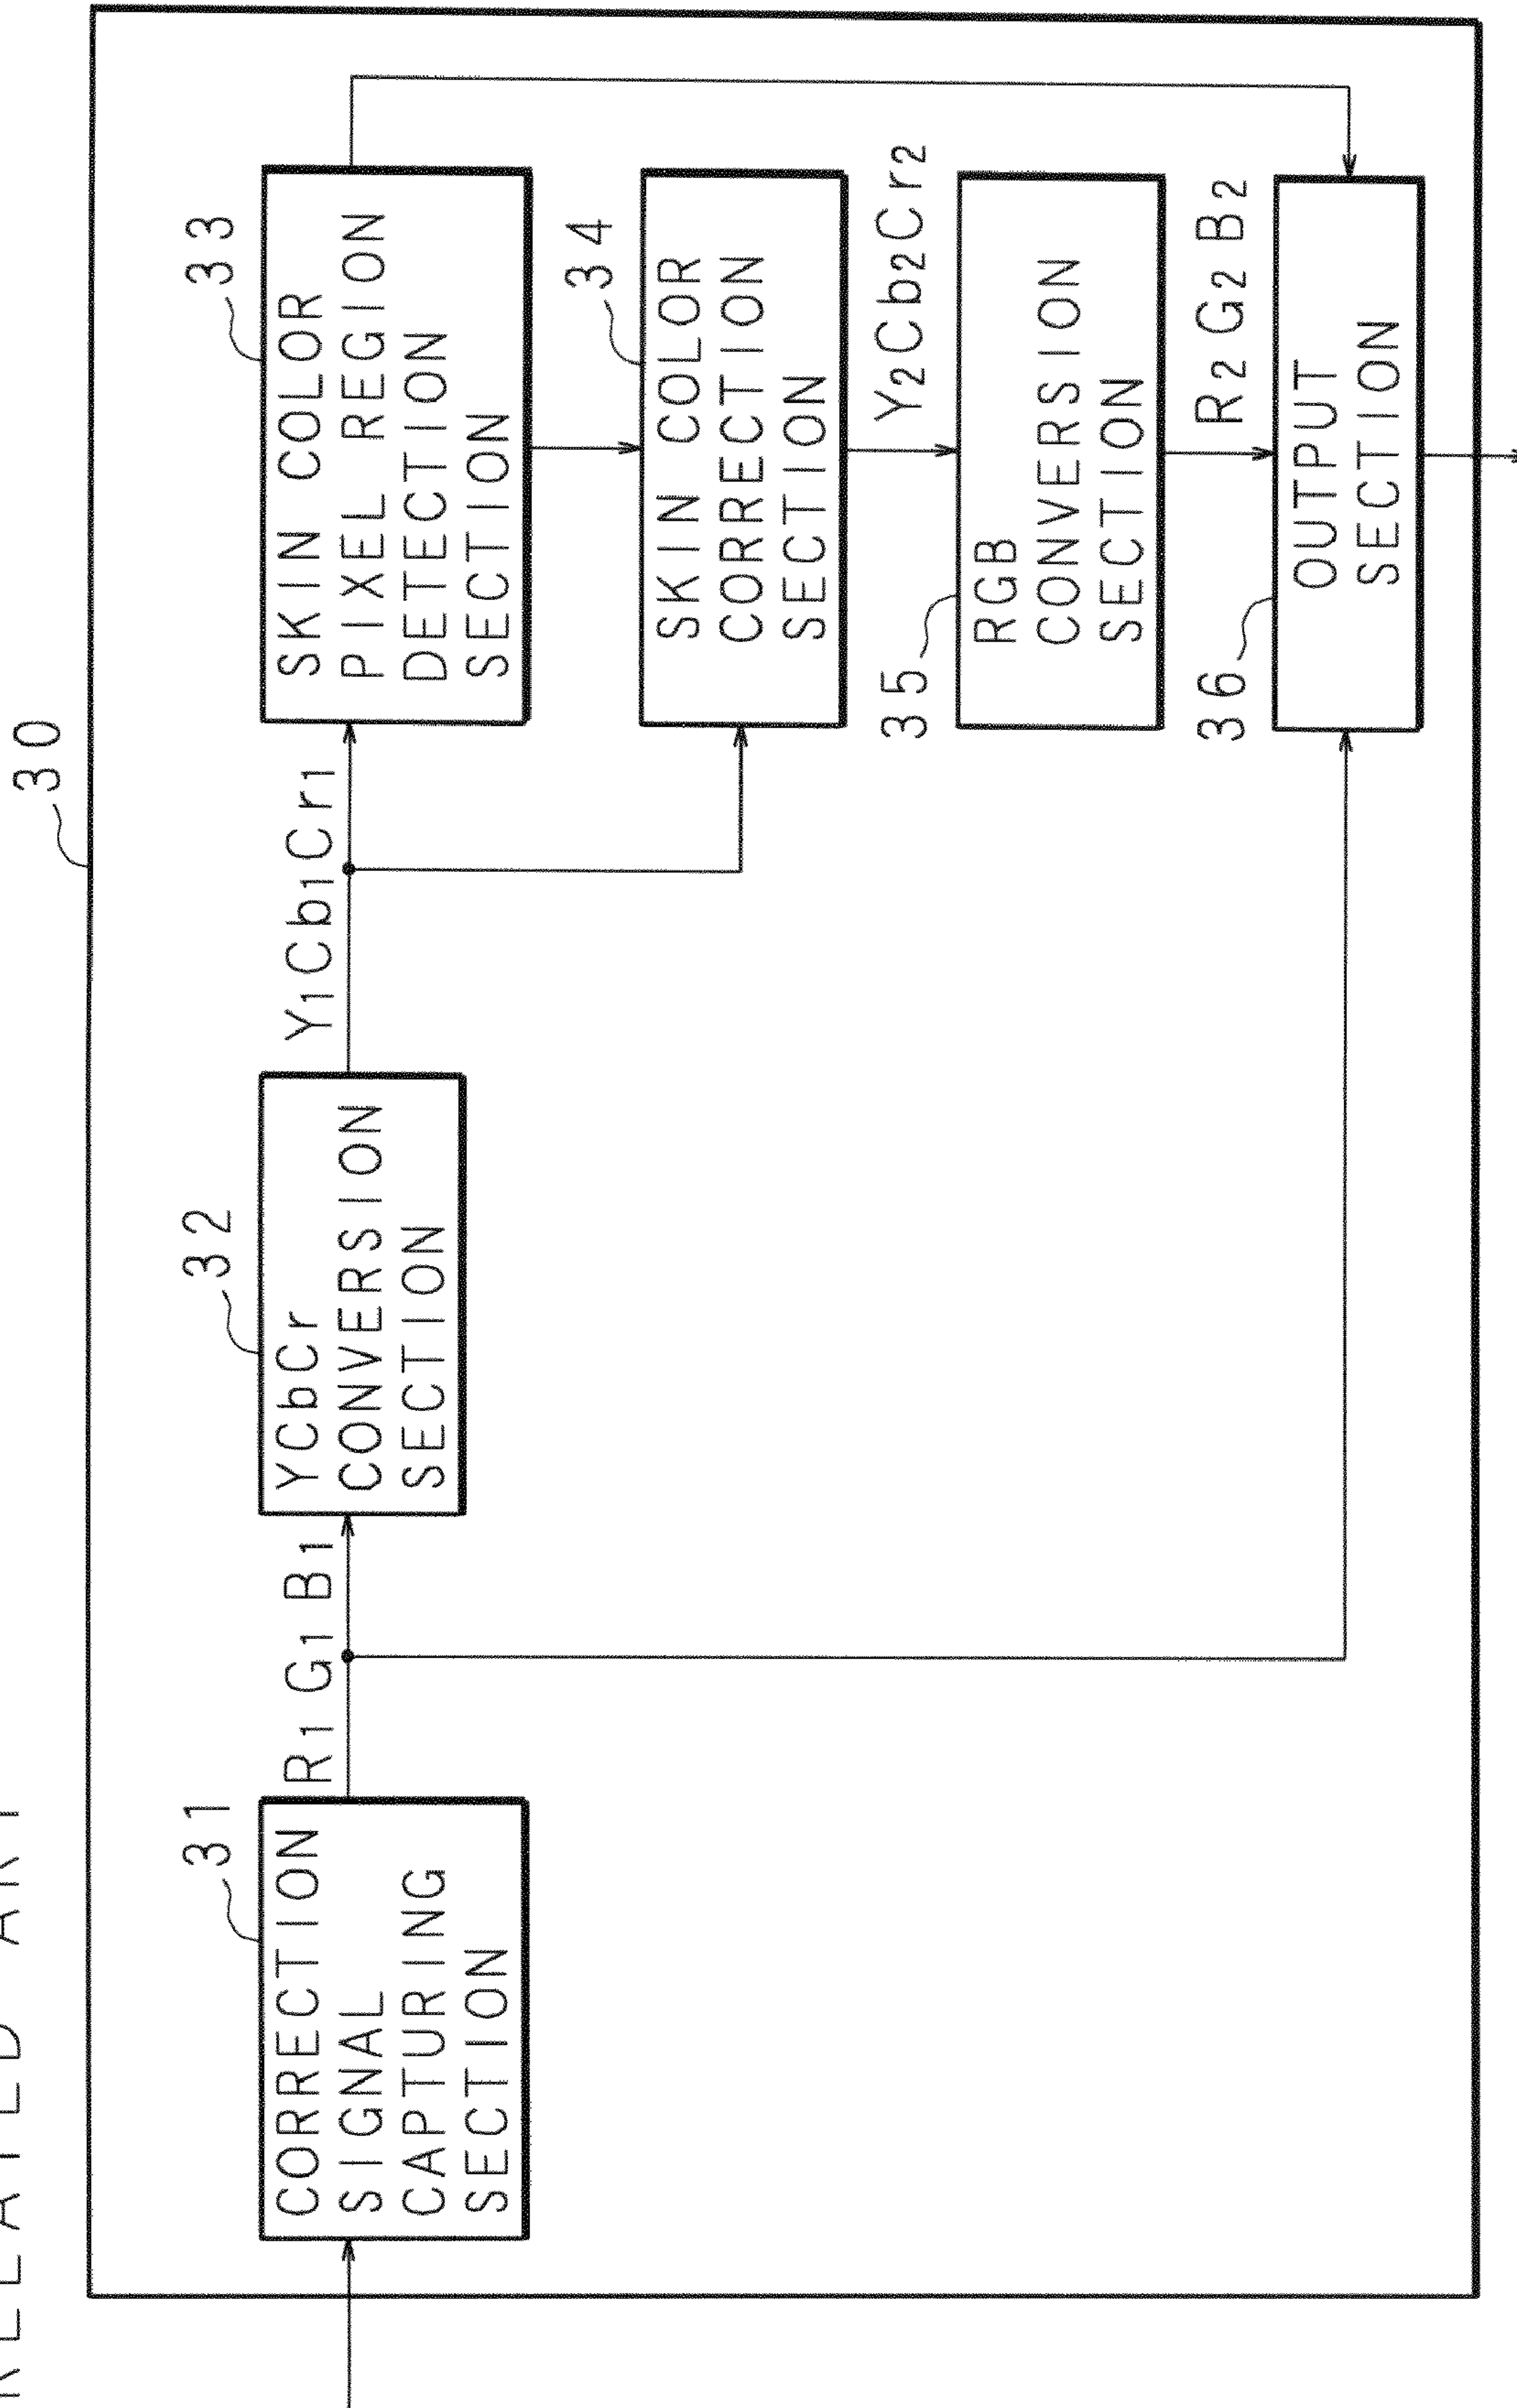 RELATED ART
30
31
CORRECTION
SIGNAL
CAPTURING
SECTION
R1 G1 B1
32
YCbCr
CONVERSION
SECTION
Y1Cb1Cr1
33
SKIN COLOR
PIXEL REGION
DETECTION
SECTION
34
SKIN COLOR
CORRECTION
SECTION
Y2Cb2Cr2
35
RGB
CONVERSION
SECTION
R2 G2 B2
36
OUTPUT
SECTION